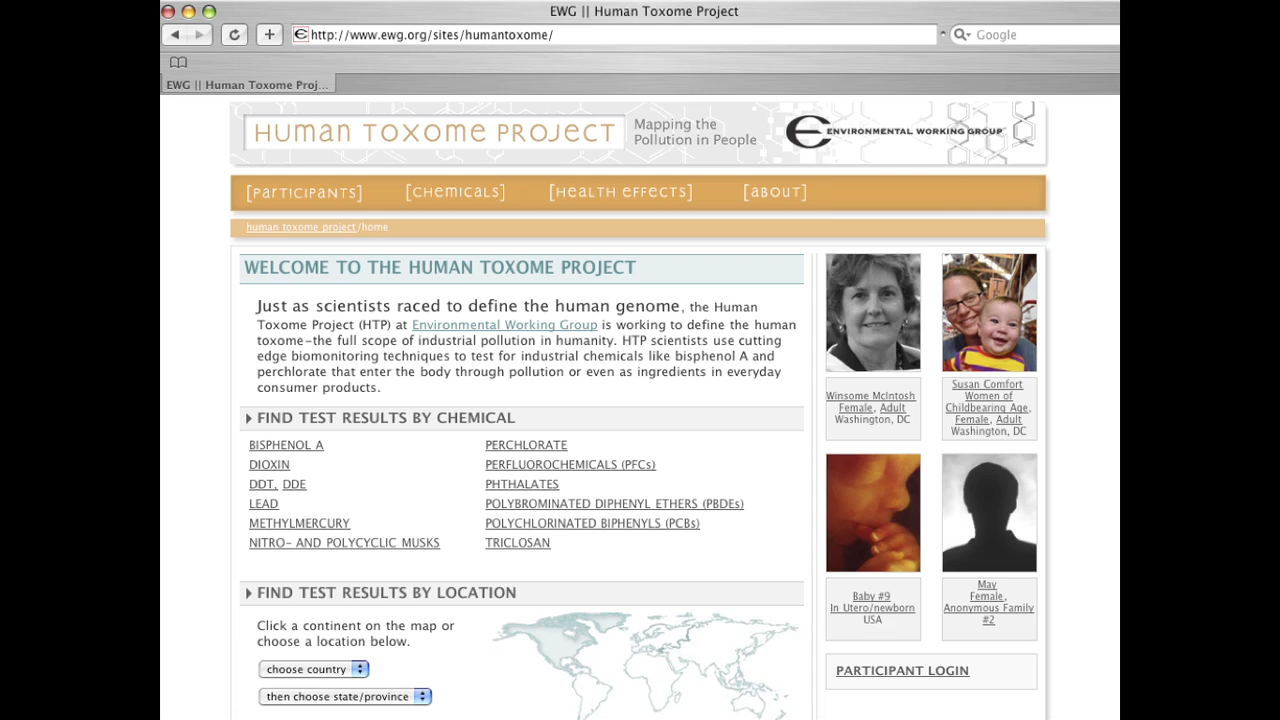 EWG || Human Toxome Project
http://www.ewg.org/sites/humantoxome/
Google
EWG || Human Toxome Proj...
HUMAN TOXOME PROJECT
Mapping the
Pollution in People
ENVIRONMENTAL WORKING GROUP
[PARTICIPANTS] [CHEMICALS] [HEALTH EFFECTS] [ABOUT]
human toxome project/home
WELCOME TO THE HUMAN TOXOME PROJECT
Just as scientists raced to define the human genome, the Human
Toxome Project (HTP) at Environmental Working Group is working to define the human
toxome—the full scope of industrial pollution in humanity. HTP scientists use cutting
edge biomonitoring techniques to test for industrial chemicals like bisphenol A and
perchlorate that enter the body through pollution or even as ingredients in everyday
consumer products.
FIND TEST RESULTS BY CHEMICAL
BISPHENOL A
DIOXIN
DDT, DDE
LEAD
METHYLMERCURY
NITRO- AND POLYCYCLIC MUSKS
PERCHLORATE
PERFLUOROCHEMICALS (PFCs)
PHTHALATES
POLYBROMINATED DIPHENYL ETHERS (PBDEs)
POLYCHLORINATED BIPHENYLS (PCBs)
TRICLOSAN
FIND TEST RESULTS BY LOCATION
Click a continent on the map or
choose a location below.
choose country
then choose state/province
Winsome McIntosh
Female, Adult
Washington, DC
Susan Comfort
Women of
Childbearing Age,
Female, Adult
Washington, DC
Baby #9
In Utero/newborn
USA
May
Female,
Anonymous Family
#2
PARTICIPANT LOGIN